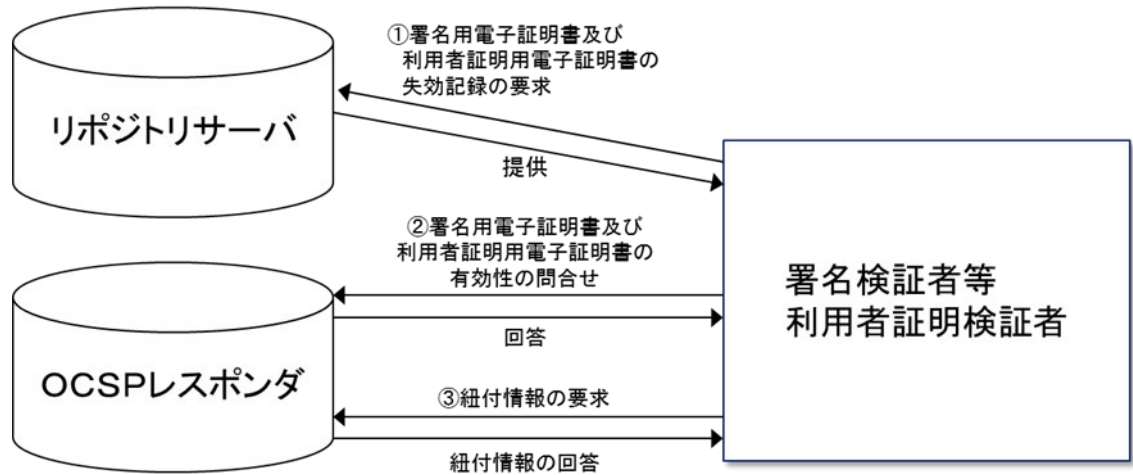 ①署名用電子証明書及び
利用者証明用電子証明書の
失効記録の要求
リポジトリサーバ
提供
②署名用電子証明書及び
利用者証明用電子証明書の
有効性の問合せ
署名検証者等
利用者証明検証者
回答
OCSPレスポンダ
③紐付情報の要求
紐付情報の回答